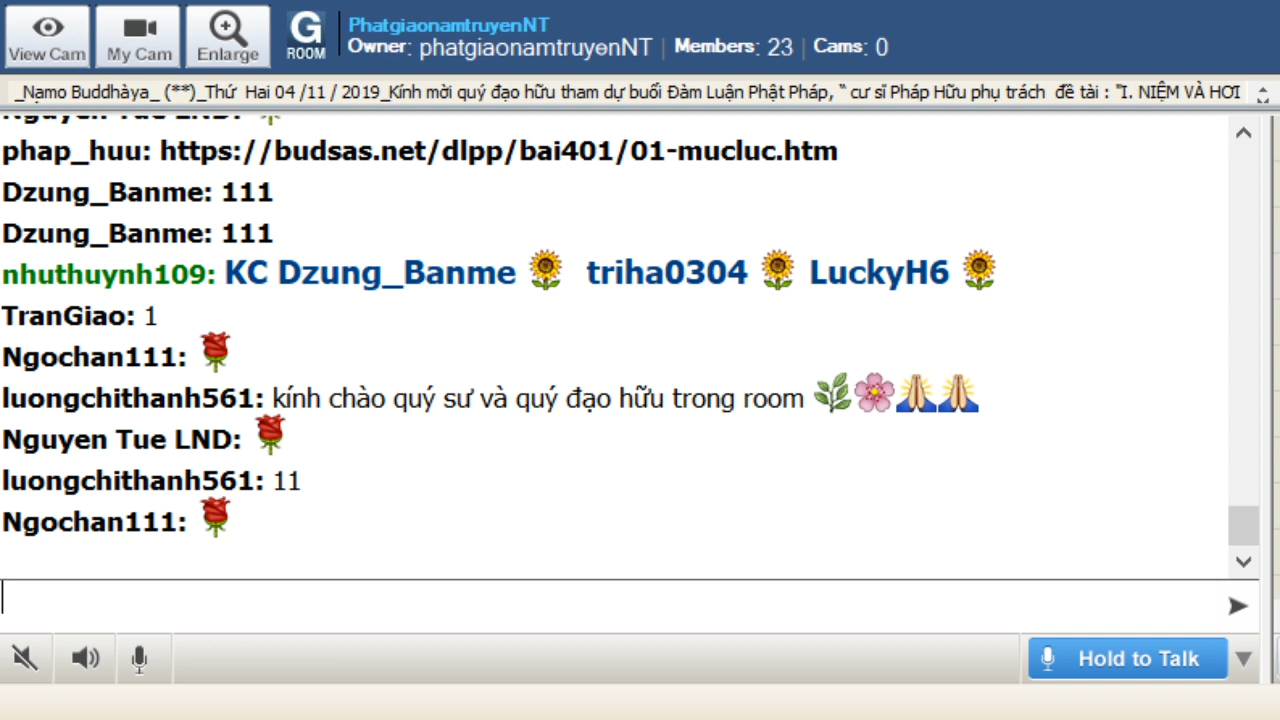 View Cam
My Cam
Enlarge
G
ROOM
PhatgiaonamtruyenNT
Owner: phatgiaonamtruyenNT | Members: 23 | Cams: 0
_Nạmo Buddhàya_ (**)_Thứ Hai 04 /11 / 2019_Kính mời quý đạo hữu tham dự buổi Đàm Luận Phật Pháp, “ cư sĩ Pháp Hữu phụ trách đề tài : "I. NIỆM VÀ HƠI
Nguyen Tue LND:
phap_huu: https://budsas.net/dlpp/bai401/01-mucluc.htm
Dzung_Banme: 111
Dzung_Banme: 111
nhuthuynh109: KC Dzung_Banme 🌻 triha0304 🌻 LuckyH6 🌻
TranGiao: 1
Ngochan111: 🌹
luongchithanh561: kính chào quý sư và quý đạo hữu trong room 🌿🌸🙏🙏
Nguyen Tue LND: 🌹
luongchithanh561: 11
Ngochan111: 🌹
Hold to Talk